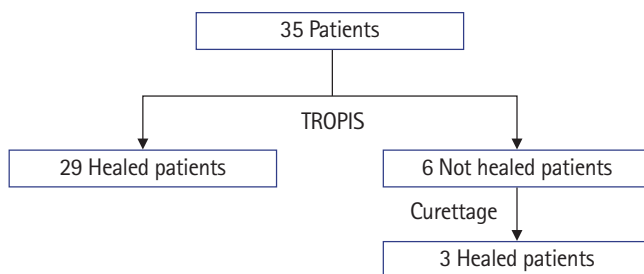 35 Patients
TROPIS
29 Healed patients
6 Not healed patients
Curettage
3 Healed patients